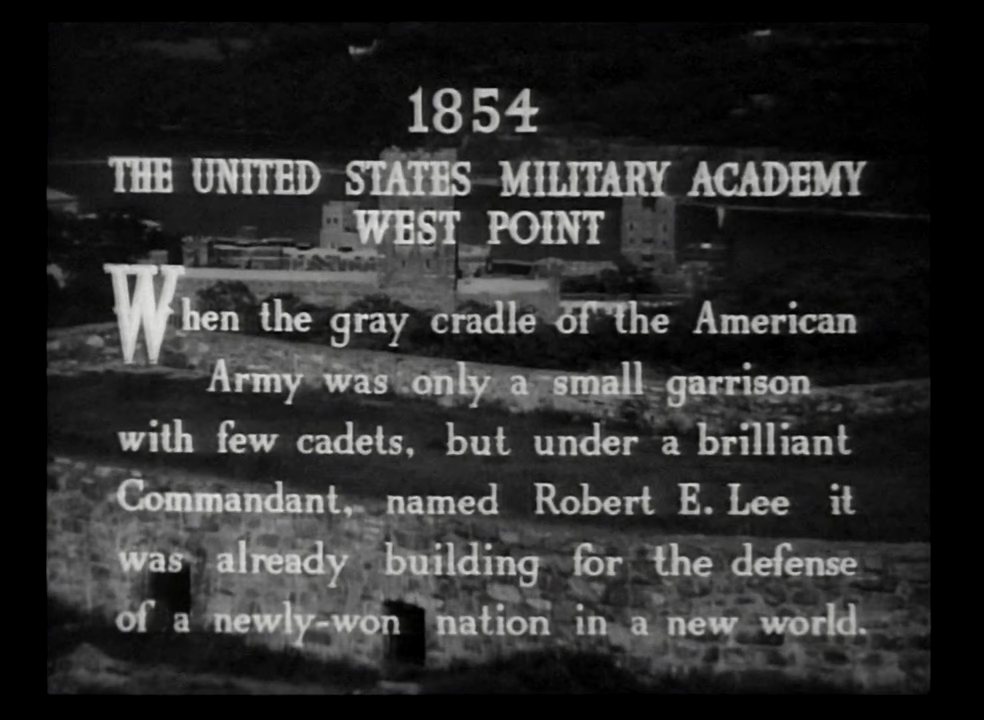 1854
THE UNITED STATES MILITARY ACADEMY
WEST POINT
When the gray cradle of the American
Army was only a small garrison
with few cadets, but under a brilliant
Commandant, named Robert E. Lee it
was already building for the defense
of a newly-won nation in a new world.